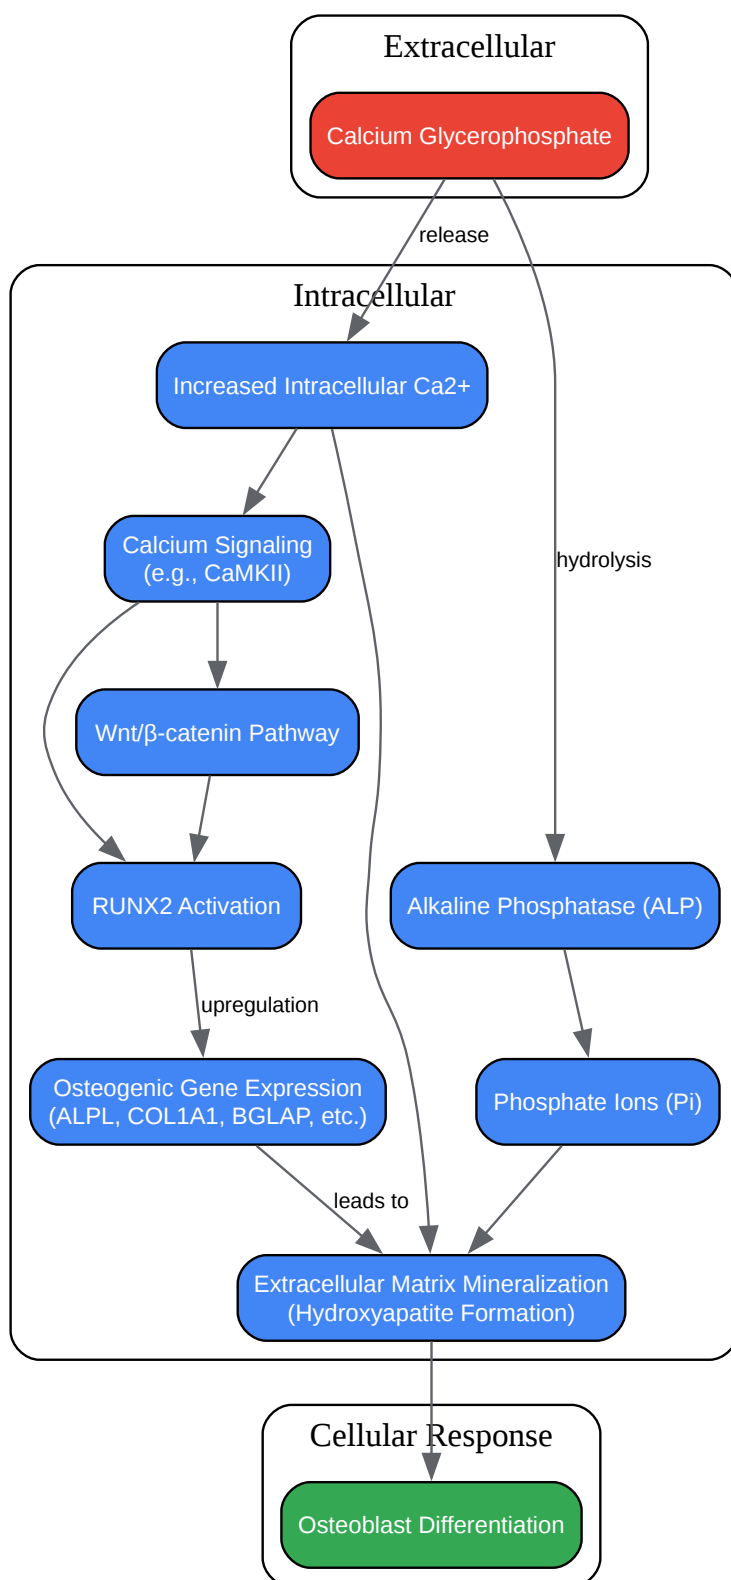 Extracellular
Calcium Glycerophosphate
release
Intracellular
Increased Intracellular Ca2+
Calcium Signaling
(e.g., CaMKII)
hydrolysis
Wnt/β-catenin Pathway
RUNX2 Activation
Alkaline Phosphatase (ALP)
upregulation
Osteogenic Gene Expression
(ALPL, COL1A1, BGLAP, etc.)
Phosphate Ions (Pi)
leads to
Extracellular Matrix Mineralization
(Hydroxyapatite Formation)
Cellular Response
Osteoblast Differentiation